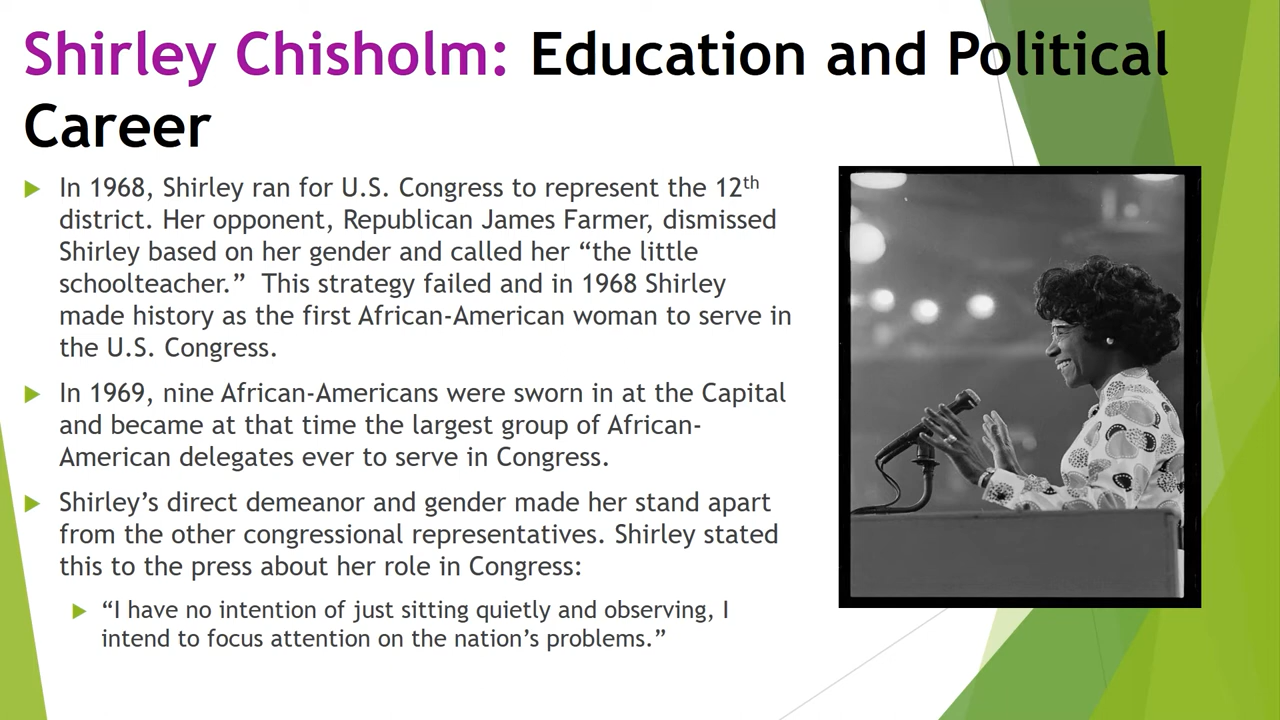 Shirley Chisholm: Education and Political
Career
In 1968, Shirley ran for U.S. Congress to represent the 12th
district. Her opponent, Republican James Farmer, dismissed
Shirley based on her gender and called her “the little
schoolteacher.”  This strategy failed and in 1968 Shirley
made history as the first African-American woman to serve in
the U.S. Congress.
In 1969, nine African-Americans were sworn in at the Capital
and became at that time the largest group of African-
American delegates ever to serve in Congress.
Shirley’s direct demeanor and gender made her stand apart
from the other congressional representatives. Shirley stated
this to the press about her role in Congress:
“I have no intention of just sitting quietly and observing, I
intend to focus attention on the nation’s problems.”